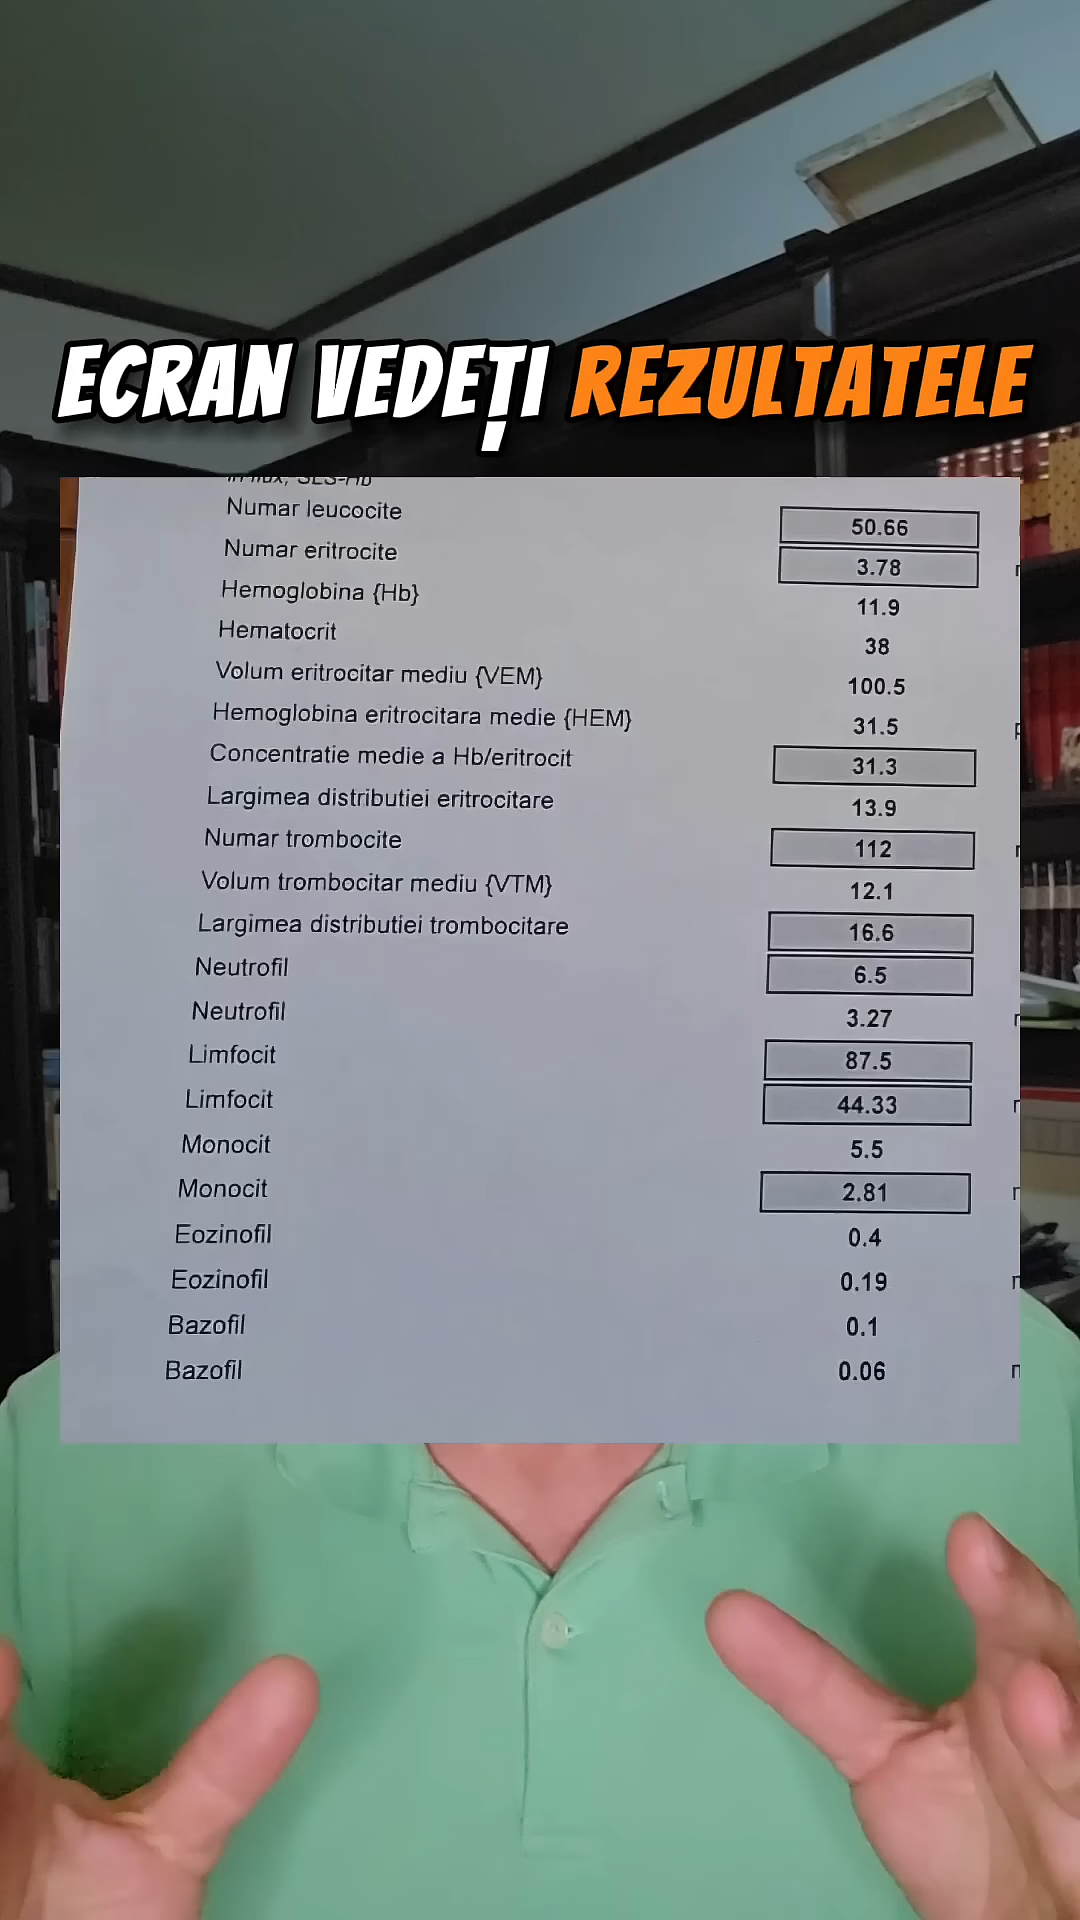 ECRAN VEDEȚI REZULTATELE
in flux, SLS-Hb
Numar leucocite 50.66
Numar eritrocite 3.78
Hemoglobina {Hb} 11.9
Hematocrit 38
Volum eritrocitar mediu {VEM} 100.5
Hemoglobina eritrocitara medie {HEM} 31.5
Concentratie medie a Hb/eritrocit 31.3
Largimea distributiei eritrocitare 13.9
Numar trombocite 112
Volum trombocitar mediu {VTM} 12.1
Largimea distributiei trombocitare 16.6
Neutrofil 6.5
Neutrofil 3.27
Limfocit 87.5
Limfocit 44.33
Monocit 5.5
Monocit 2.81
Eozinofil 0.4
Eozinofil 0.19
Bazofil 0.1
Bazofil 0.06